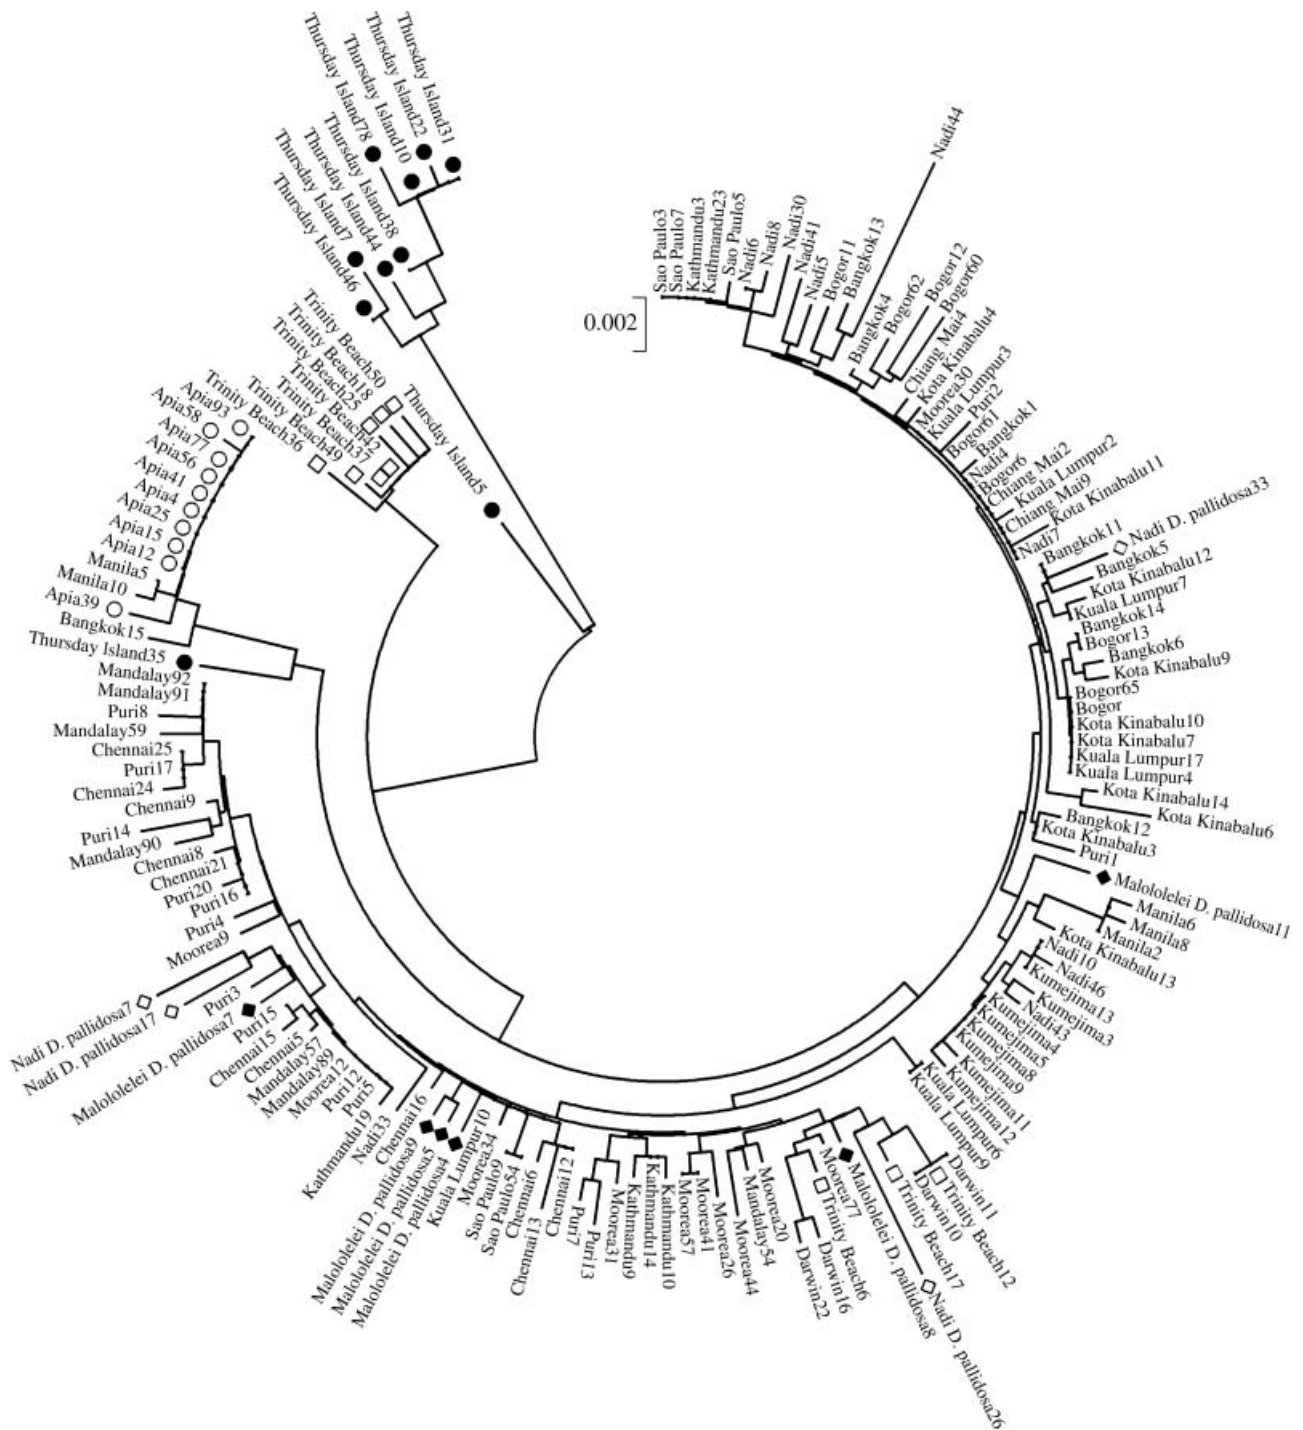 Thursday Island31
Thursday Island22
Thursday Island10
Thursday Island78
Thursday Island38
Thursday Island44
Thursday Island7
Thursday Island46
Trinity Beach50
Trinity Beach18
Trinity Beach25
Trinity Beach42
Trinity Beach37
Trinity Beach49
Trinity Beach36
Thursday Island5
Apia93
Apia58
Apia77
Apia56
Apia41
Apia4
Apia25
Apia15
Apia12
Manila5
Manila10
Apia39
Bangkok15
Thursday Island35
Mandalay92
Mandalay91
Puri8
Mandalay59
Chennai25
Puri17
Chennai24
Chennai9
Puri14
Mandalay90
Chennai8
Chennai21
Puri20
Puri16
Puri4
Moorea9
Nadi D. pallidosa7
Nadi D. pallidosa17
Puri3
Malololelei D. pallidosa7
Puri15
Chennai15
Chennai5
Mandalay57
Mandalay89
Moorea12
Puri12
Puri5
Kathmandu19
Nadi33
Chennai16
Malololelei D. pallidosa9
Malololelei D. pallidosa5
Malololelei D. pallidosa4
Kuala Lumpur10
Moorea34
Sao Paulo9
Sao Paulo54
Chennai6
Chennai13
Chennai12
Puri7
Puri13
Moorea31
Kathmandu9
Kathmandu14
Kathmandu10
Moorea57
Moorea41
Moorea26
Moorea44
Mandalay54
Moorea20
Darwin22
Darwin16
Trinity Beach6
Moorea77
Malololelei D. pallidosa8
Nadi D. pallidosa26
Trinity Beach17
Darwin10
Trinity Beach12
Darwin11
Kuala Lumpur9
Kuala Lumpur6
Kumejima12
Kumejima11
Kumejima9
Kumejima8
Kumejima5
Kumejima4
Nadi43
Kumejima3
Kumejima13
Nadi46
Nadi10
Kota Kinabalu13
Manila2
Manila8
Manila6
Malololelei D. pallidosa11
Puri1
Kota Kinabalu3
Bangkok12
Kota Kinabalu6
Kota Kinabalu14
Kuala Lumpur4
Kuala Lumpur17
Kota Kinabalu7
Kota Kinabalu10
Bogor
Bogor65
Kota Kinabalu9
Bangkok6
Bogor13
Bangkok14
Kuala Lumpur7
Kota Kinabalu12
Bangkok5
Nadi D. pallidosa33
Bangkok11
Nadi7
Kota Kinabalu11
Chiang Mai9
Kuala Lumpur2
Chiang Mai2
Bogor6
Nadi4
Bangkok1
Bogor61
Puri2
Kuala Lumpur3
Moorea30
Kota Kinabalu4
Chiang Mai4
Bogor60
Bogor12
Bogor62
Bangkok4
Nadi44
Bangkok13
Bogor11
Nadi5
Nadi41
Nadi30
Nadi8
Nadi6
Sao Paulo5
Kathmandu23
Kathmandu3
Sao Paulo7
Sao Paulo3
0.002